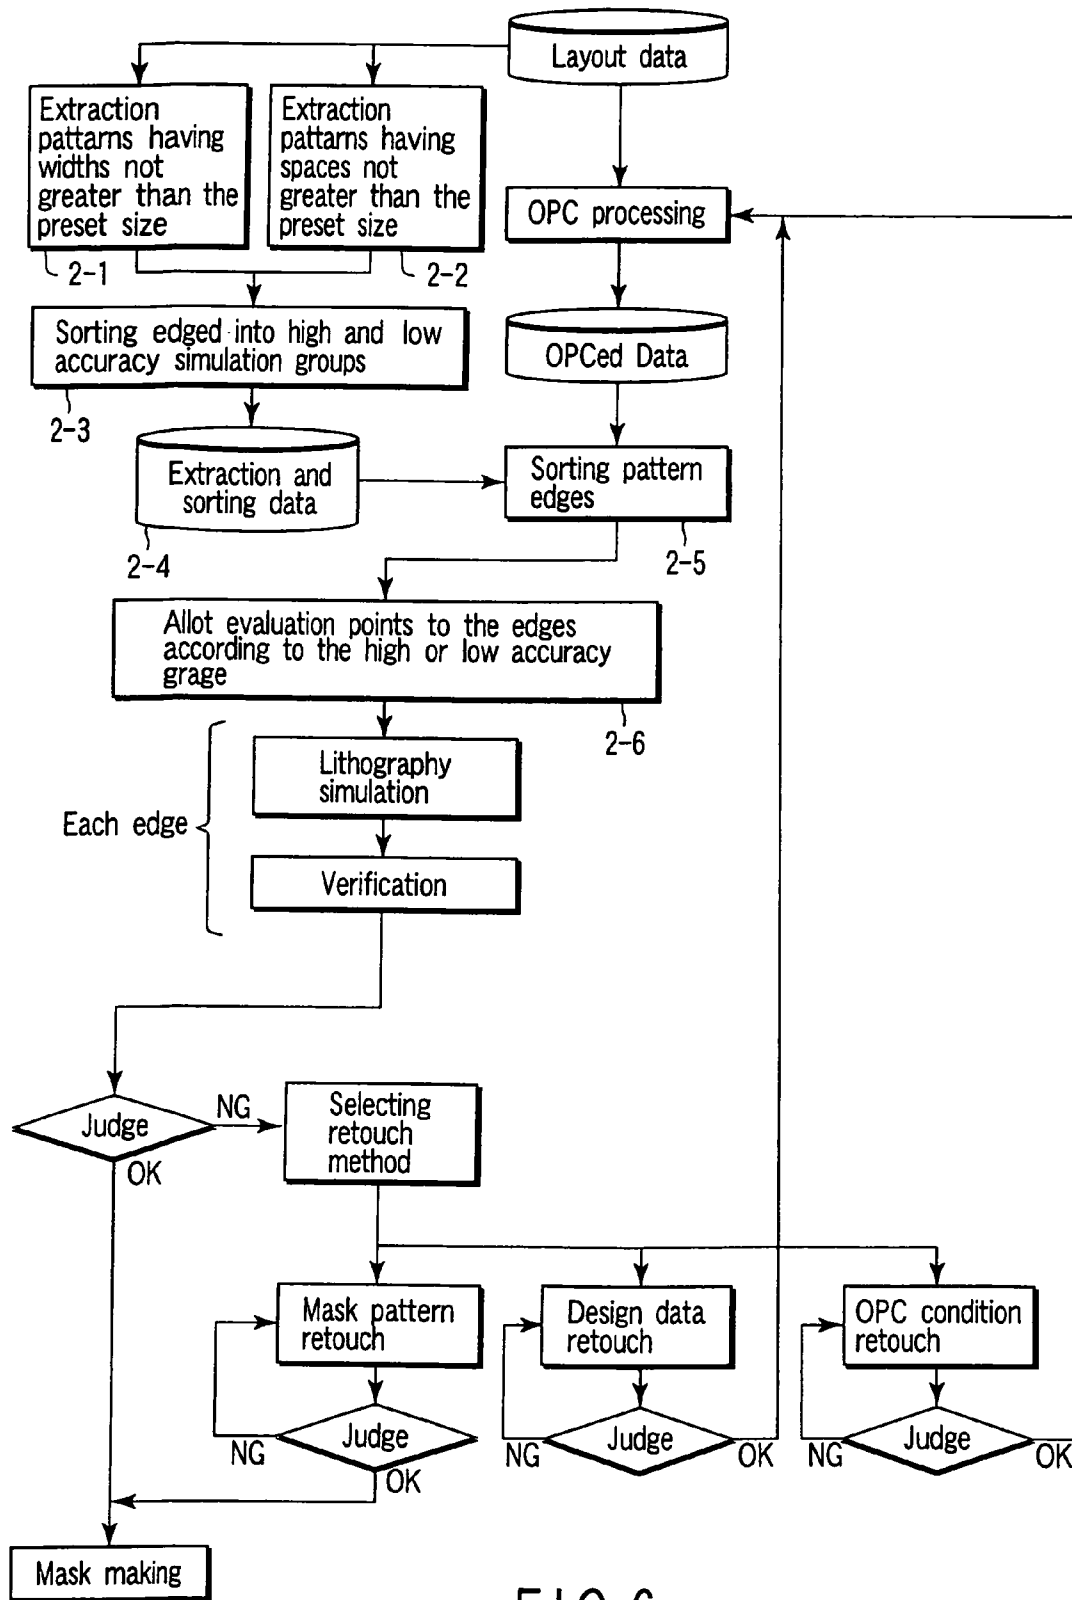 Layout data
Extraction
pattarns having
widths not
greater than the
preset size
Extraction
pattarns having
spaces not
greater than the
preset size
OPC processing
2-1
2-2
Sorting edged into high and low
accuracy simulation groups
OPCed Data
2-3
Extraction and
sorting data
Sorting pattern
edges
2-4
2-5
Allot evaluation points to the edges
according to the high or low accuracy
grage
2-6
Lithography
simulation
Each edge
Verification
Judge
NG
OK
Selecting
retouch
method
Mask pattern
retouch
Design data
retouch
OPC condition
retouch
Judge
NG
OK
Judge
NG
OK
Judge
NG
OK
Mask making
FIG. 6